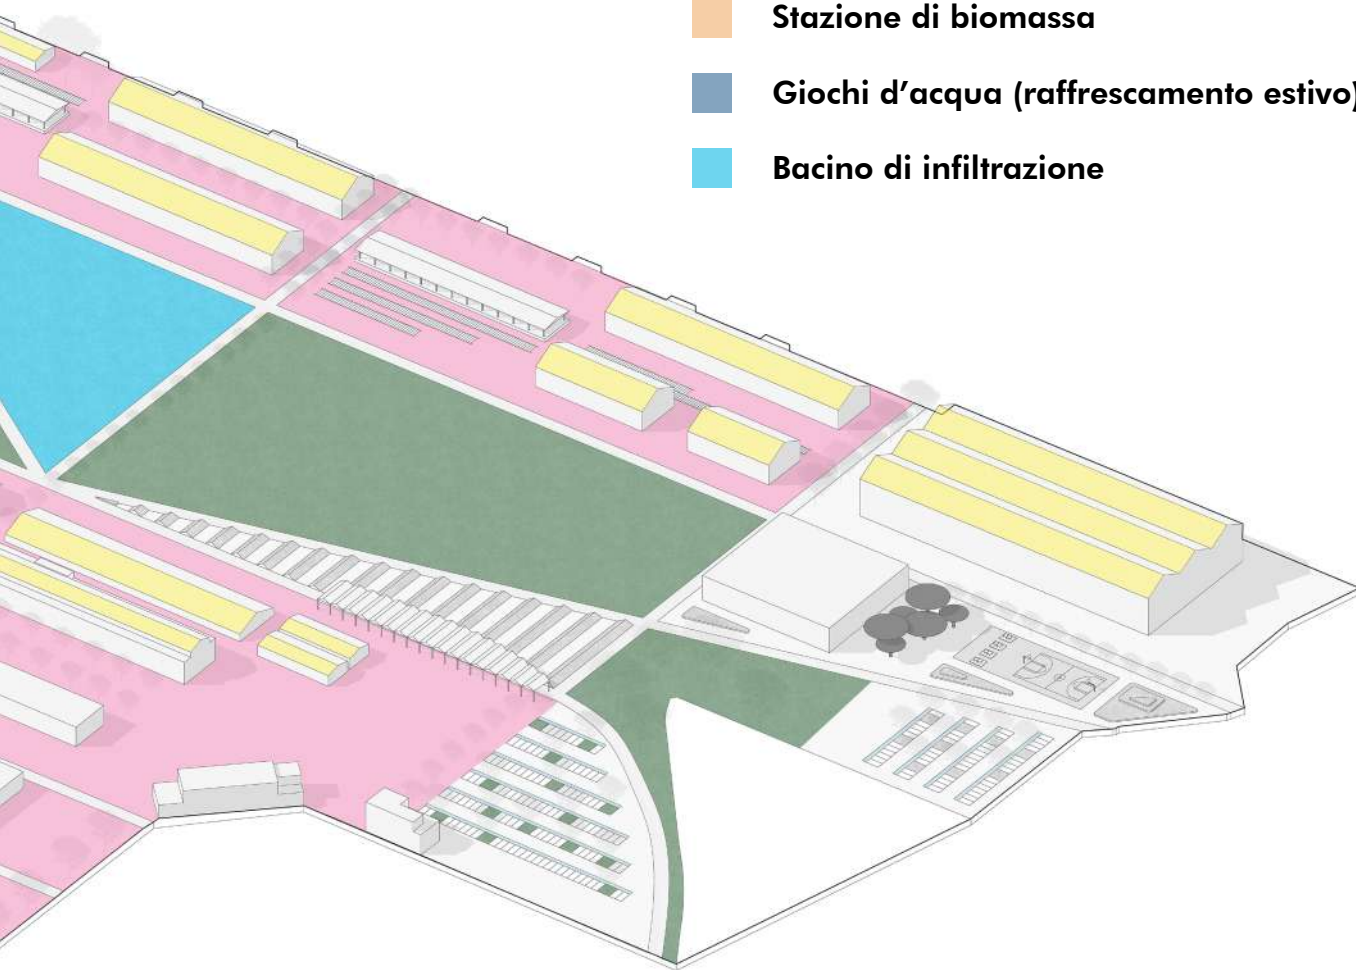 Stazione di biomassa
Giochi d’acqua (raffrescamento estivo)
Bacino di infiltrazione